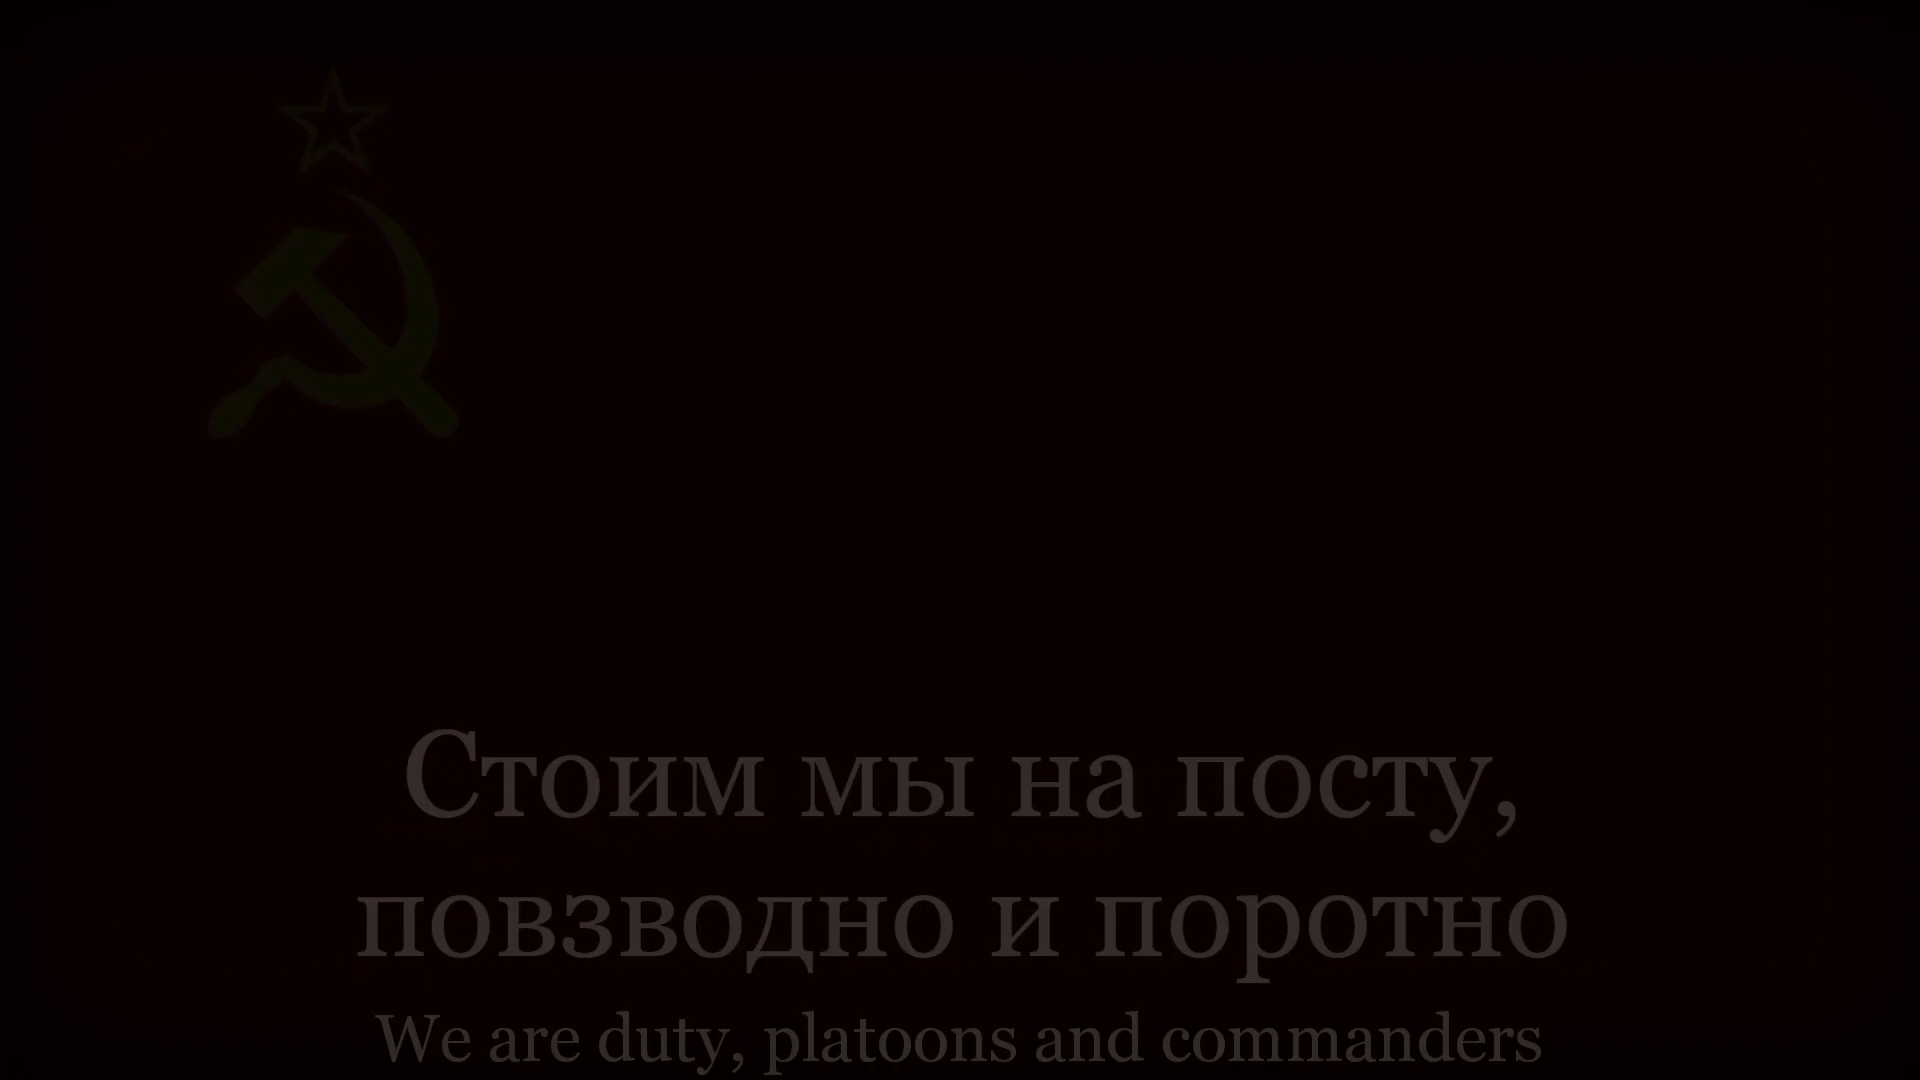 Стоим мы на посту,
повзводно и поротно
We are duty, platoons and commanders